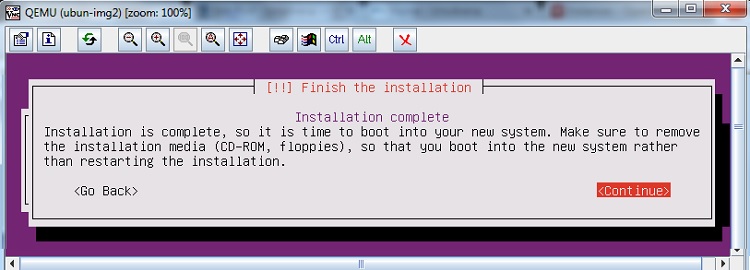 QEMU (ubun-img2) [zoom: 100%]
Ctrl Alt
[!!] Finish the installation
Installation complete
Installation is complete, so it is time to boot into your new system. Make sure to remove
the installation media (CD-ROM, floppies), so that you boot into the new system rather
than restarting the installation.
<Go Back> <Continue>